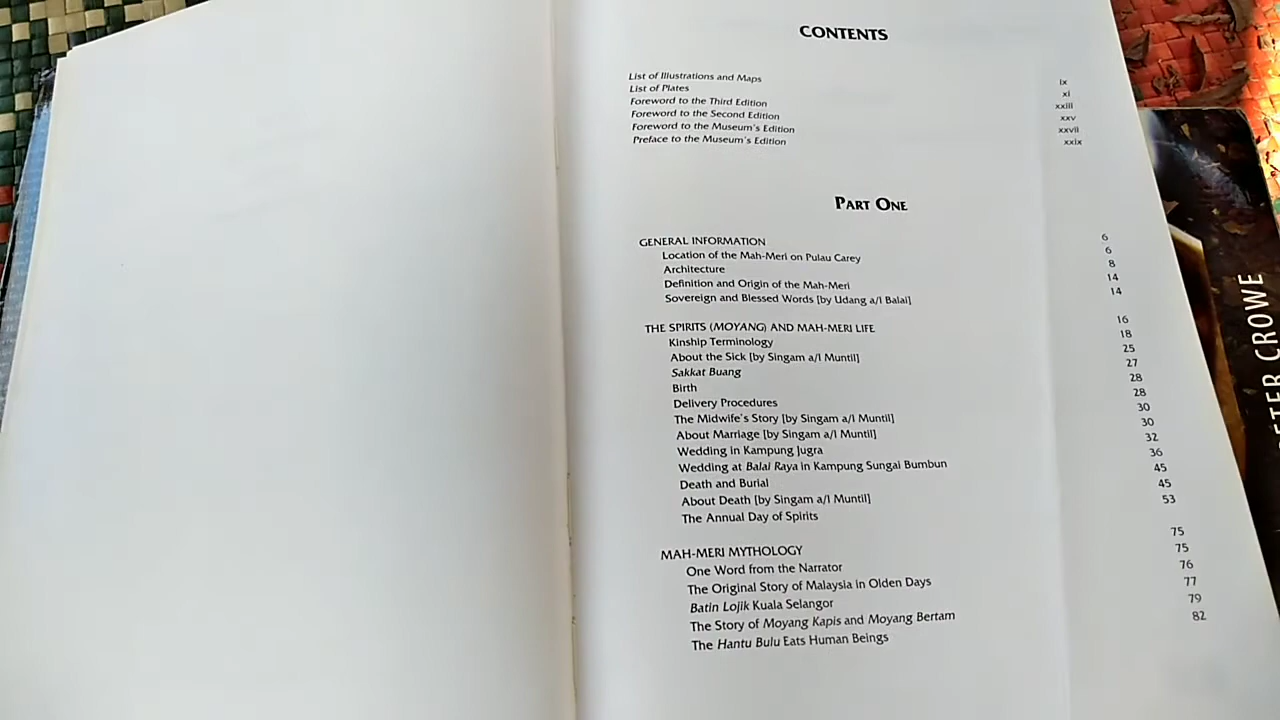 CONTENTS
List of Illustrations and Maps ix
List of Plates xi
Foreword to the Third Edition xxiii
Foreword to the Second Edition xxv
Foreword to the Museum's Edition xxvii
Preface to the Museum's Edition xxix
PART ONE
GENERAL INFORMATION 6
Location of the Mah-Meri on Pulau Carey 6
Architecture 8
Definition and Origin of the Mah-Meri 14
Sovereign and Blessed Words [by Udang a/l Balai] 14
THE SPIRITS (MOYANG) AND MAH-MERI LIFE 16
Kinship Terminology 18
About the Sick [by Singam a/l Muntil] 25
Sakkat Buang 27
Birth 28
Delivery Procedures 28
The Midwife's Story [by Singam a/l Muntil] 30
About Marriage [by Singam a/l Muntil] 30
Wedding in Kampung Jugra 32
Wedding at Balai Raya in Kampung Sungai Bumbun 36
Death and Burial 45
About Death [by Singam a/l Muntil] 45
The Annual Day of Spirits 53
MAH-MERI MYTHOLOGY 75
One Word from the Narrator 75
The Original Story of Malaysia in Olden Days 76
Batin Lojik Kuala Selangor 77
The Story of Moyang Kapis and Moyang Bertam 79
The Hantu Bulu Eats Human Beings 82
CROWE